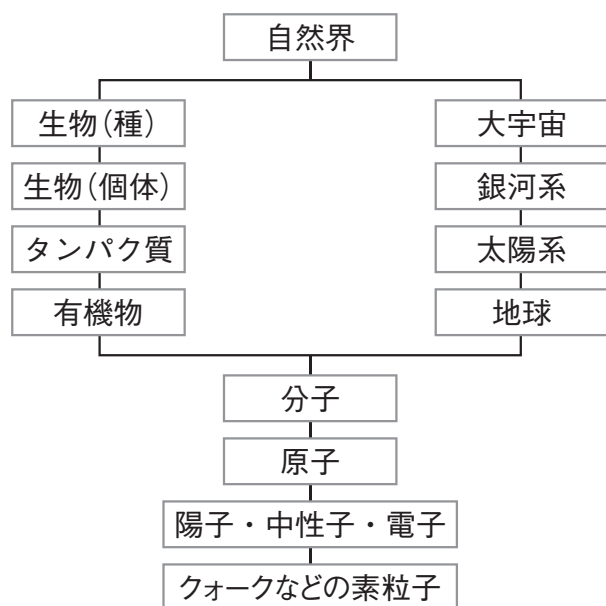 自然界
生物（種）
生物（個体）
タンパク質
有機物
大宇宙
銀河系
太陽系
地球
分子
原子
陽子・中性子・電子
クォークなどの素粒子